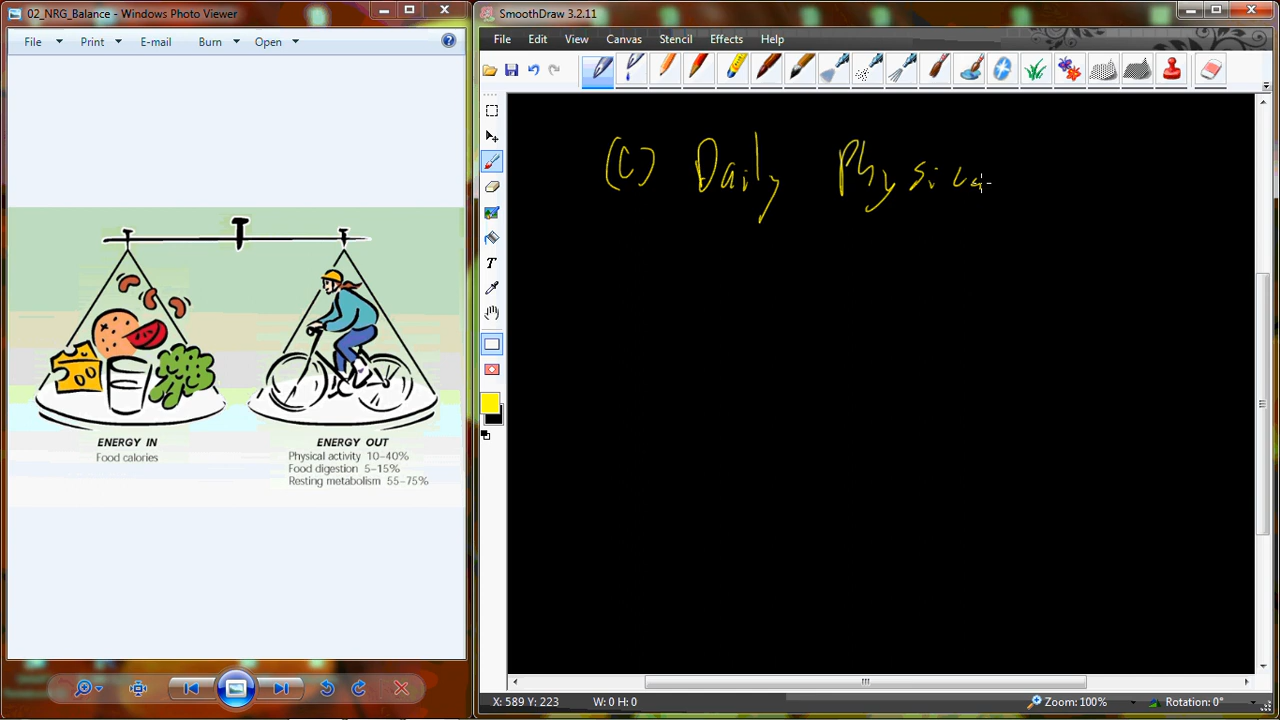 02_NRG_Balance - Windows Photo Viewer
File Print E-mail Burn Open
ENERGY IN
Food calories
ENERGY OUT
Physical activity 10–40%
Food digestion 5–15%
Resting metabolism 55–75%
SmoothDraw 3.2.11
File Edit View Canvas Stencil Effects Help
(C) Daily Physica
X: 589 Y: 223 W: 0 H: 0 Zoom: 100% Rotation: 0°